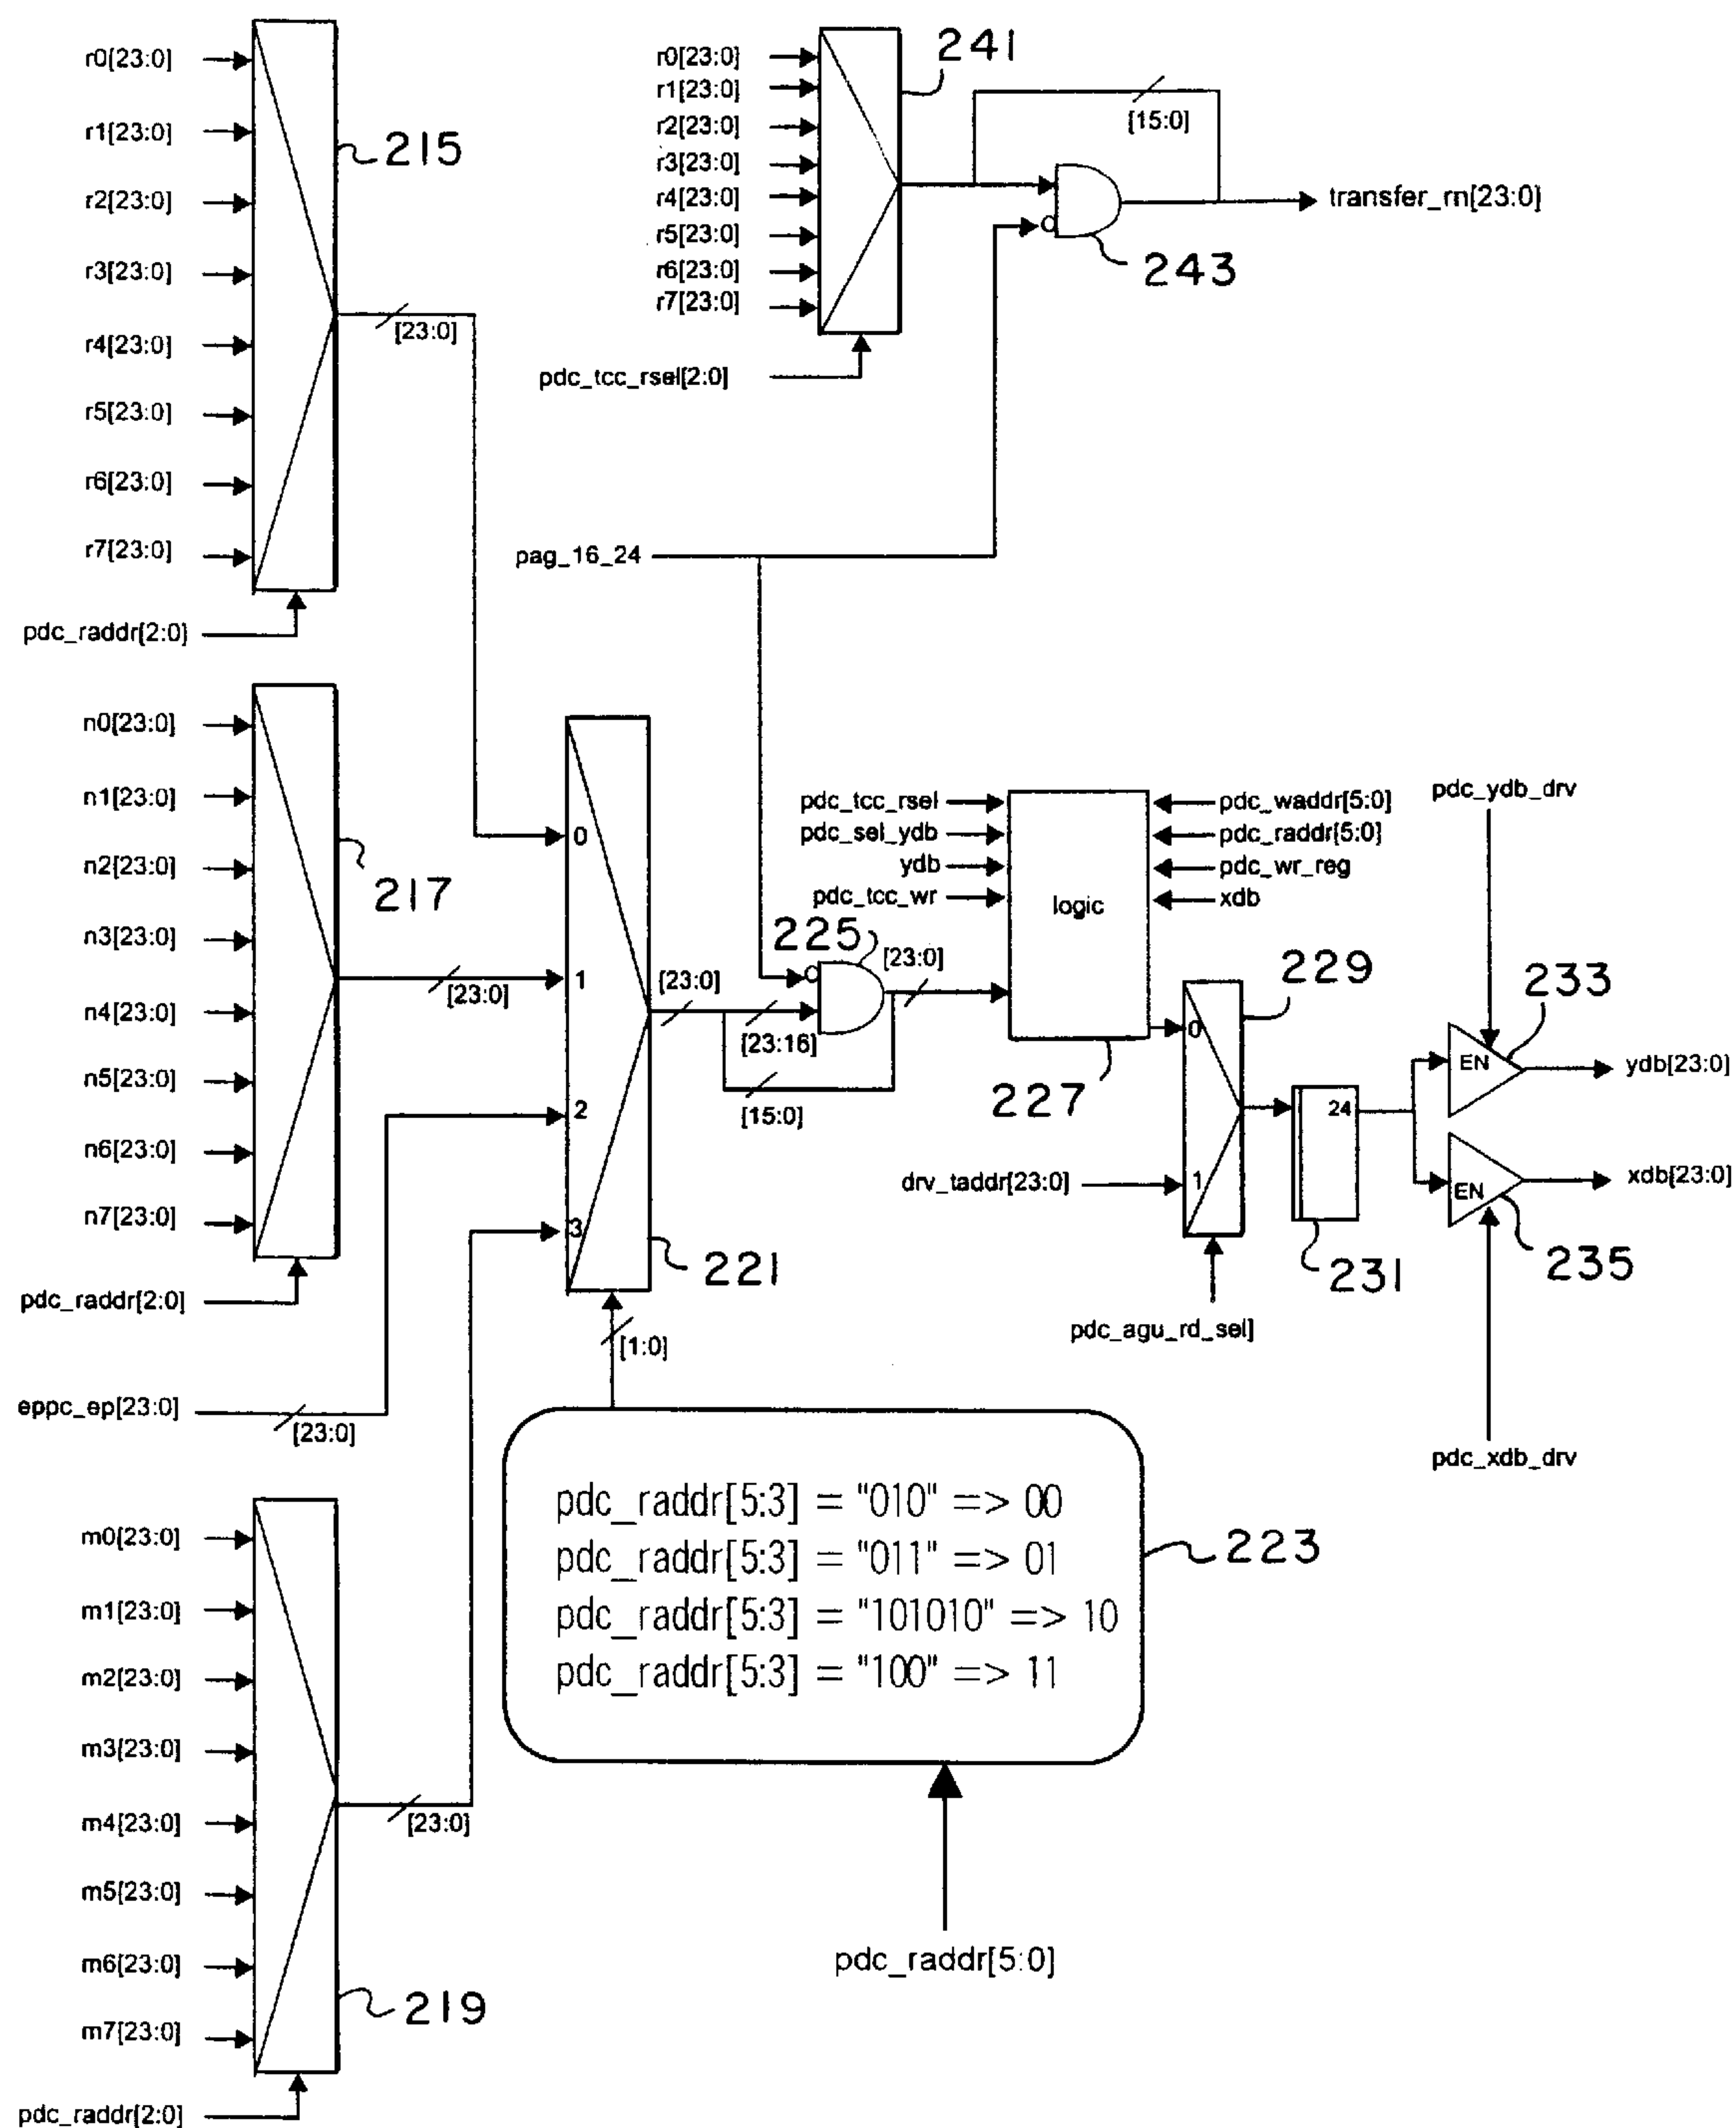 r0[23:0]
r1[23:0]
r2[23:0]
r3[23:0]
r4[23:0]
r5[23:0]
r6[23:0]
r7[23:0]
215
[23:0]
pdc_raddr[2:0]
r0[23:0]
r1[23:0]
r2[23:0]
r3[23:0]
r4[23:0]
r5[23:0]
r6[23:0]
r7[23:0]
241
[15:0]
243
transfer_rn[23:0]
pdc_tcc_rsel[2:0]
pag_16_24
n0[23:0]
n1[23:0]
n2[23:0]
n3[23:0]
n4[23:0]
n5[23:0]
n6[23:0]
n7[23:0]
217
[23:0]
pdc_raddr[2:0]
0
1
2
3
221
[1:0]
[23:0]
[23:16]
[15:0]
225
[23:0]
pdc_tcc_rsel
pdc_sel_ydb
ydb
pdc_tcc_wr
logic
pdc_waddr[5:0]
pdc_raddr[5:0]
pdc_wr_reg
xdb
227
229
0
1
drv_taddr[23:0]
pdc_agu_rd_sel]
24
231
pdc_ydb_drv
233
EN
ydb[23:0]
EN
xdb[23:0]
235
pdc_xdb_drv
eppc_ep[23:0]
[23:0]
m0[23:0]
m1[23:0]
m2[23:0]
m3[23:0]
m4[23:0]
m5[23:0]
m6[23:0]
m7[23:0]
[23:0]
219
pdc_raddr[2:0]
pdc_raddr[5:3] = "010" => 00
pdc_raddr[5:3] = "011" => 01
pdc_raddr[5:3] = "101010" => 10
pdc_raddr[5:3] = "100" => 11
223
pdc_raddr[5:0]